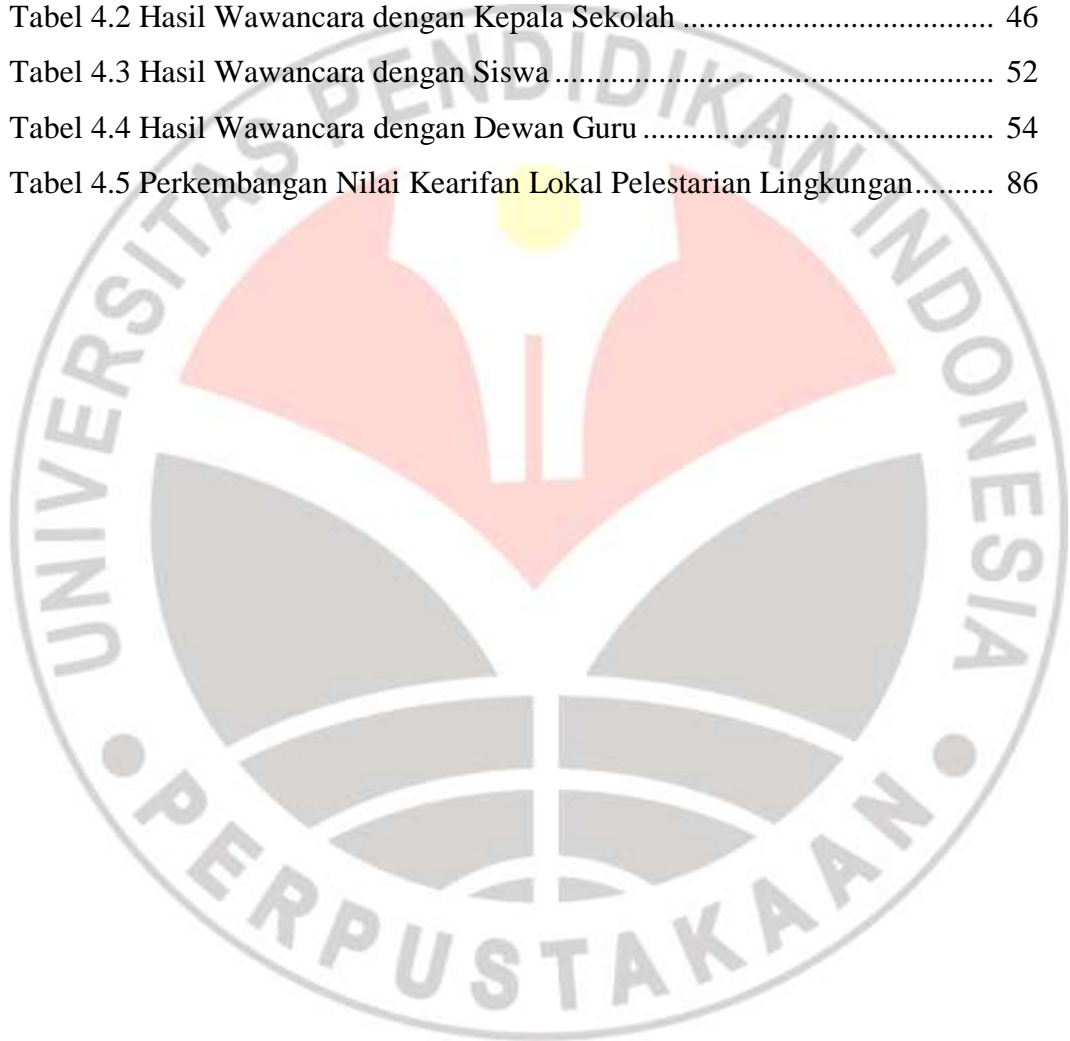 Tabel 4.2 Hasil Wawancara dengan Kepala Sekolah ...................................... 46
Tabel 4.3 Hasil Wawancara dengan Siswa ...................................................... 52
Tabel 4.4 Hasil Wawancara dengan Dewan Guru ........................................... 54
Tabel 4.5 Perkembangan Nilai Kearifan Lokal Pelestarian Lingkungan.......... 86
UNIVERSITAS PENDIDIKAN INDONESIA
PERPUSTAKAAN